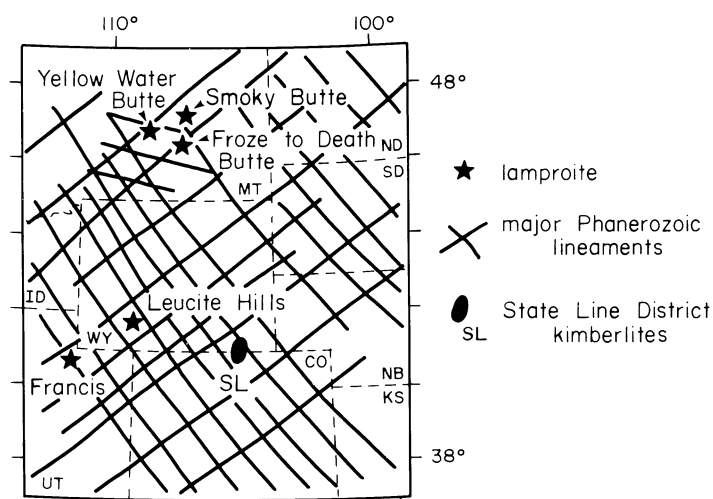 110°
100°
48°
Yellow Water
Butte
Smoky Butte
Froze to Death
Butte
ND
SD
MT
ID
Leucite Hills
WY
CO
Francis
SL
NB
KS
UT
38°
lamproite
major Phanerozoic
lineaments
State Line District
SL kimberlites